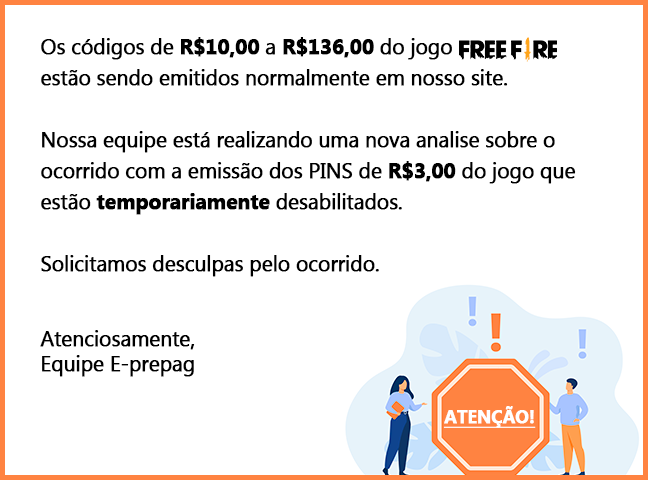 Os códigos de R$10,00 a R$136,00 do jogo FREE FIRE
estão sendo emitidos normalmente em nosso site.
Nossa equipe está realizando uma nova analise sobre o
ocorrido com a emissão dos PINS de R$3,00 do jogo que
estão temporariamente desabilitados.
Solicitamos desculpas pelo ocorrido.
Atenciosamente,
Equipe E-prepag
! ! !
ATENÇÃO!